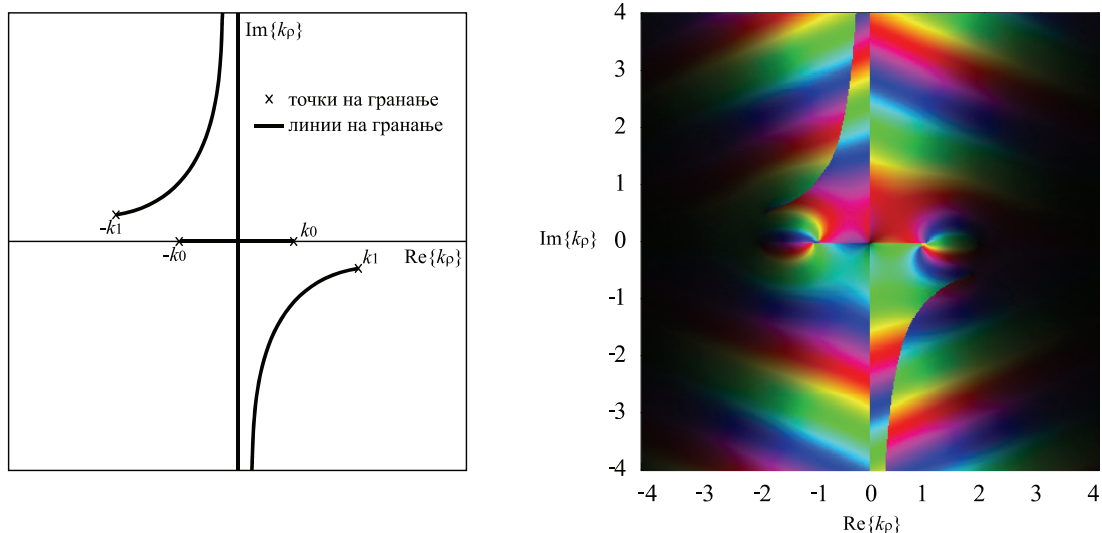 Im{kρ}
× точки на гранање
линии на гранање
-k1
-k0
k0
Re{kρ}
k1
4
3
2
1
Im{kρ} 0
-1
-2
-3
-4
-4 -3 -2 -1 0 1 2 3 4
Re{kρ}